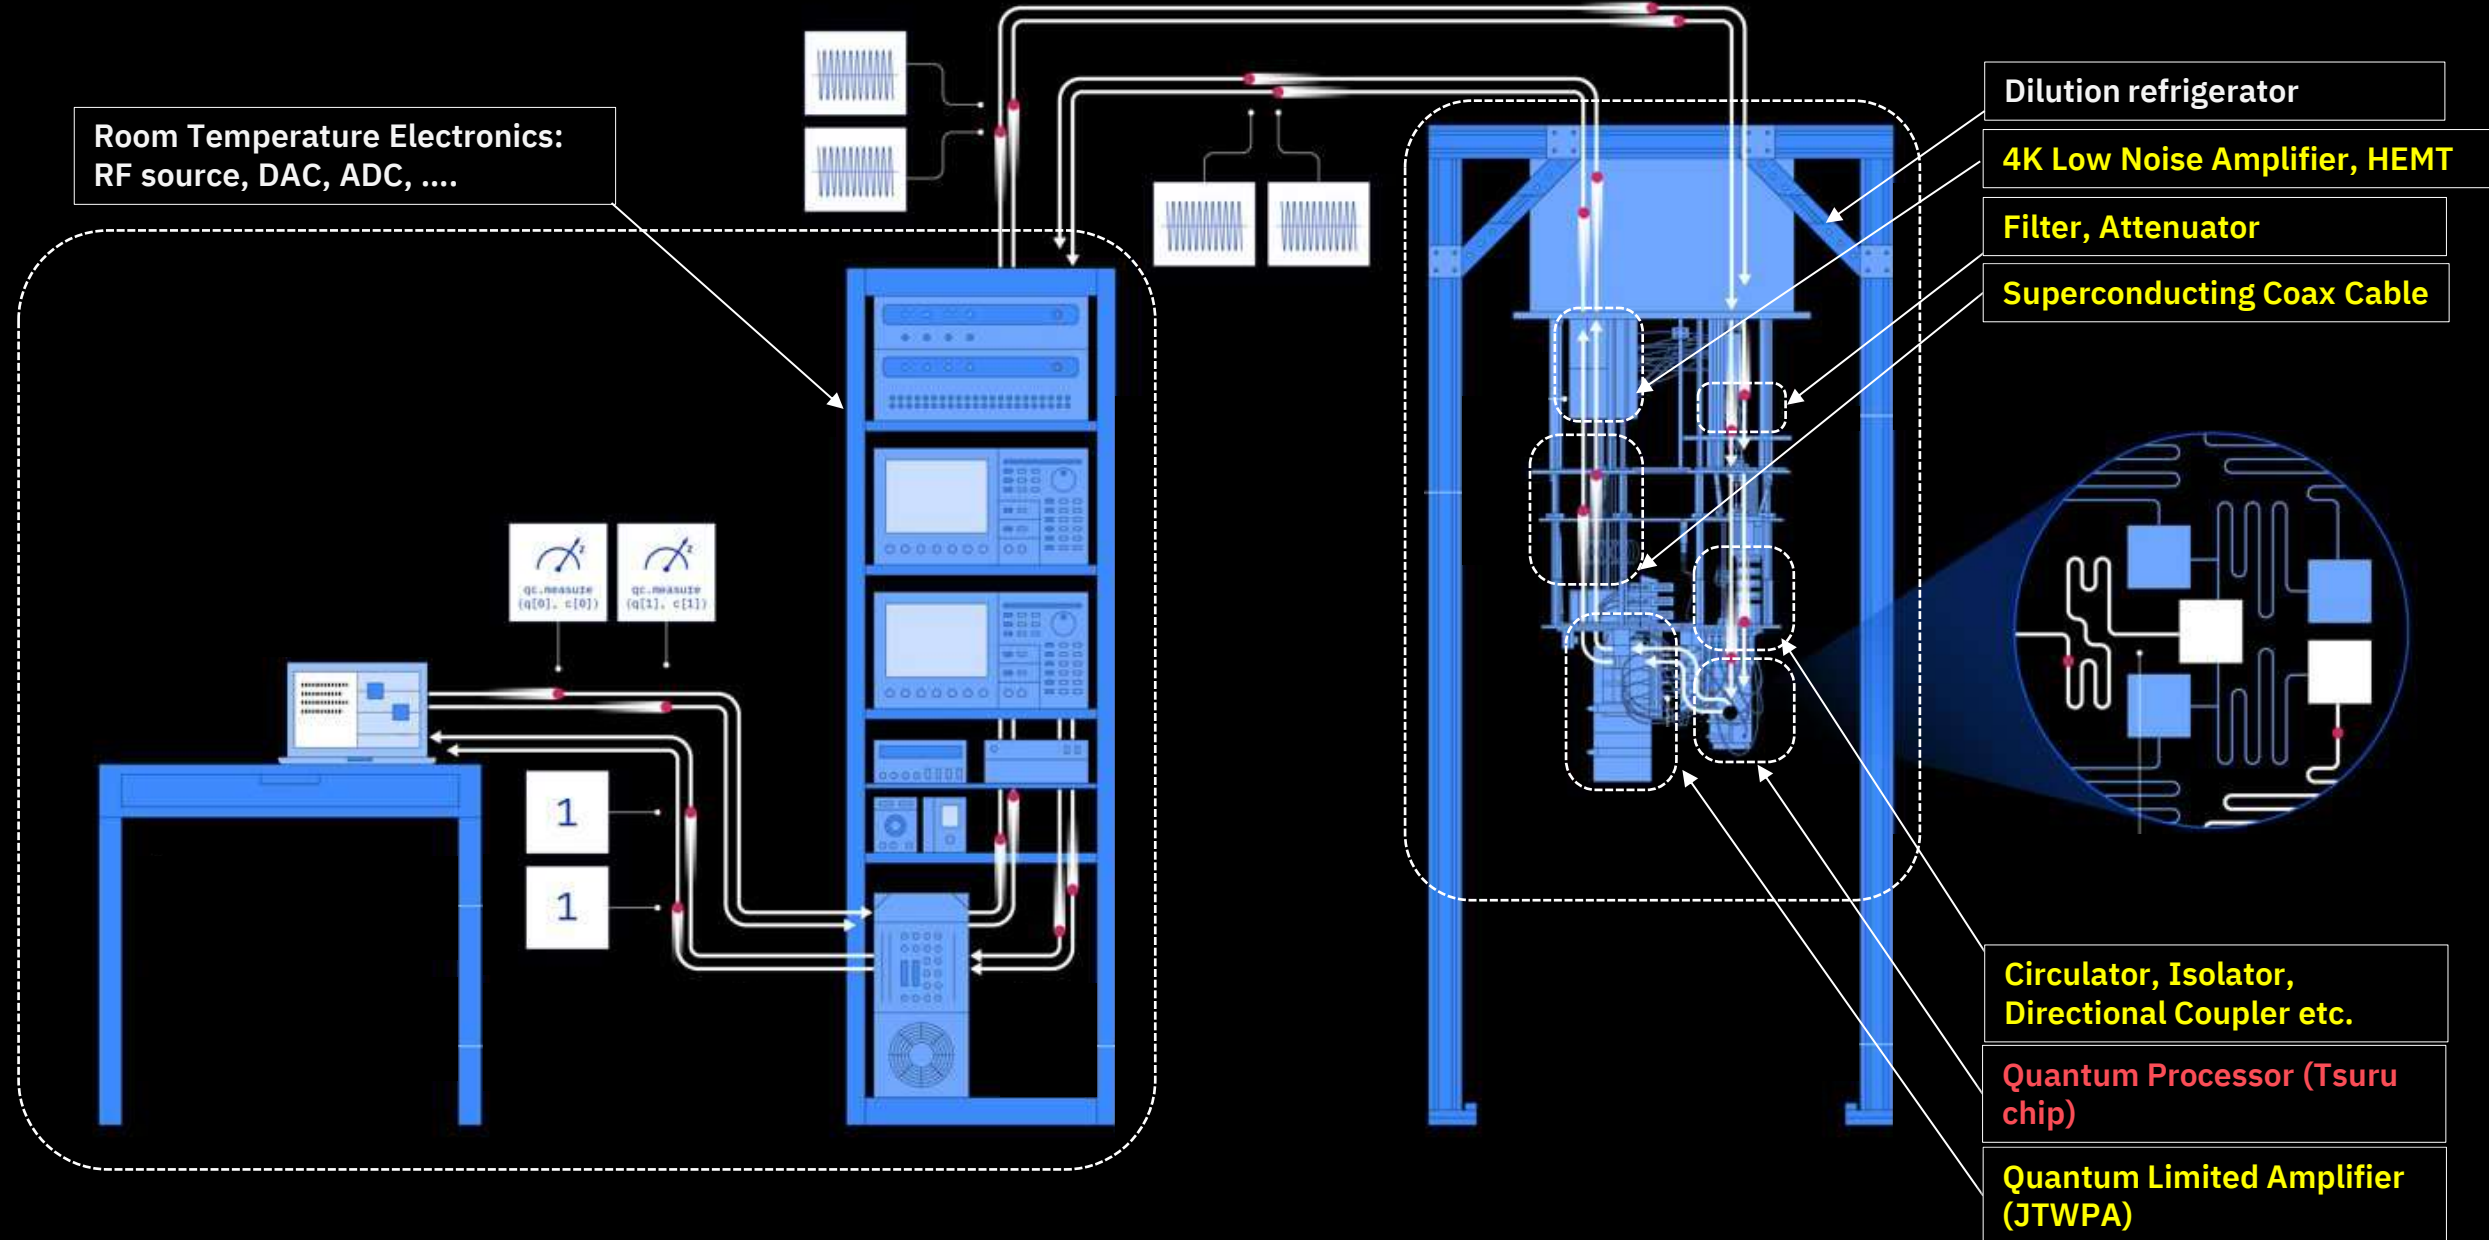 Room Temperature Electronics:
RF source, DAC, ADC, ....
Dilution refrigerator
4K Low Noise Amplifier, HEMT
Filter, Attenuator
Superconducting Coax Cable
z
qc.measure
(q[0], c[0])
z
qc.measure
(q[1], c[1])
1
1
Circulator, Isolator,
Directional Coupler etc.
Quantum Processor (Tsuru
chip)
Quantum Limited Amplifier
(JTWPA)